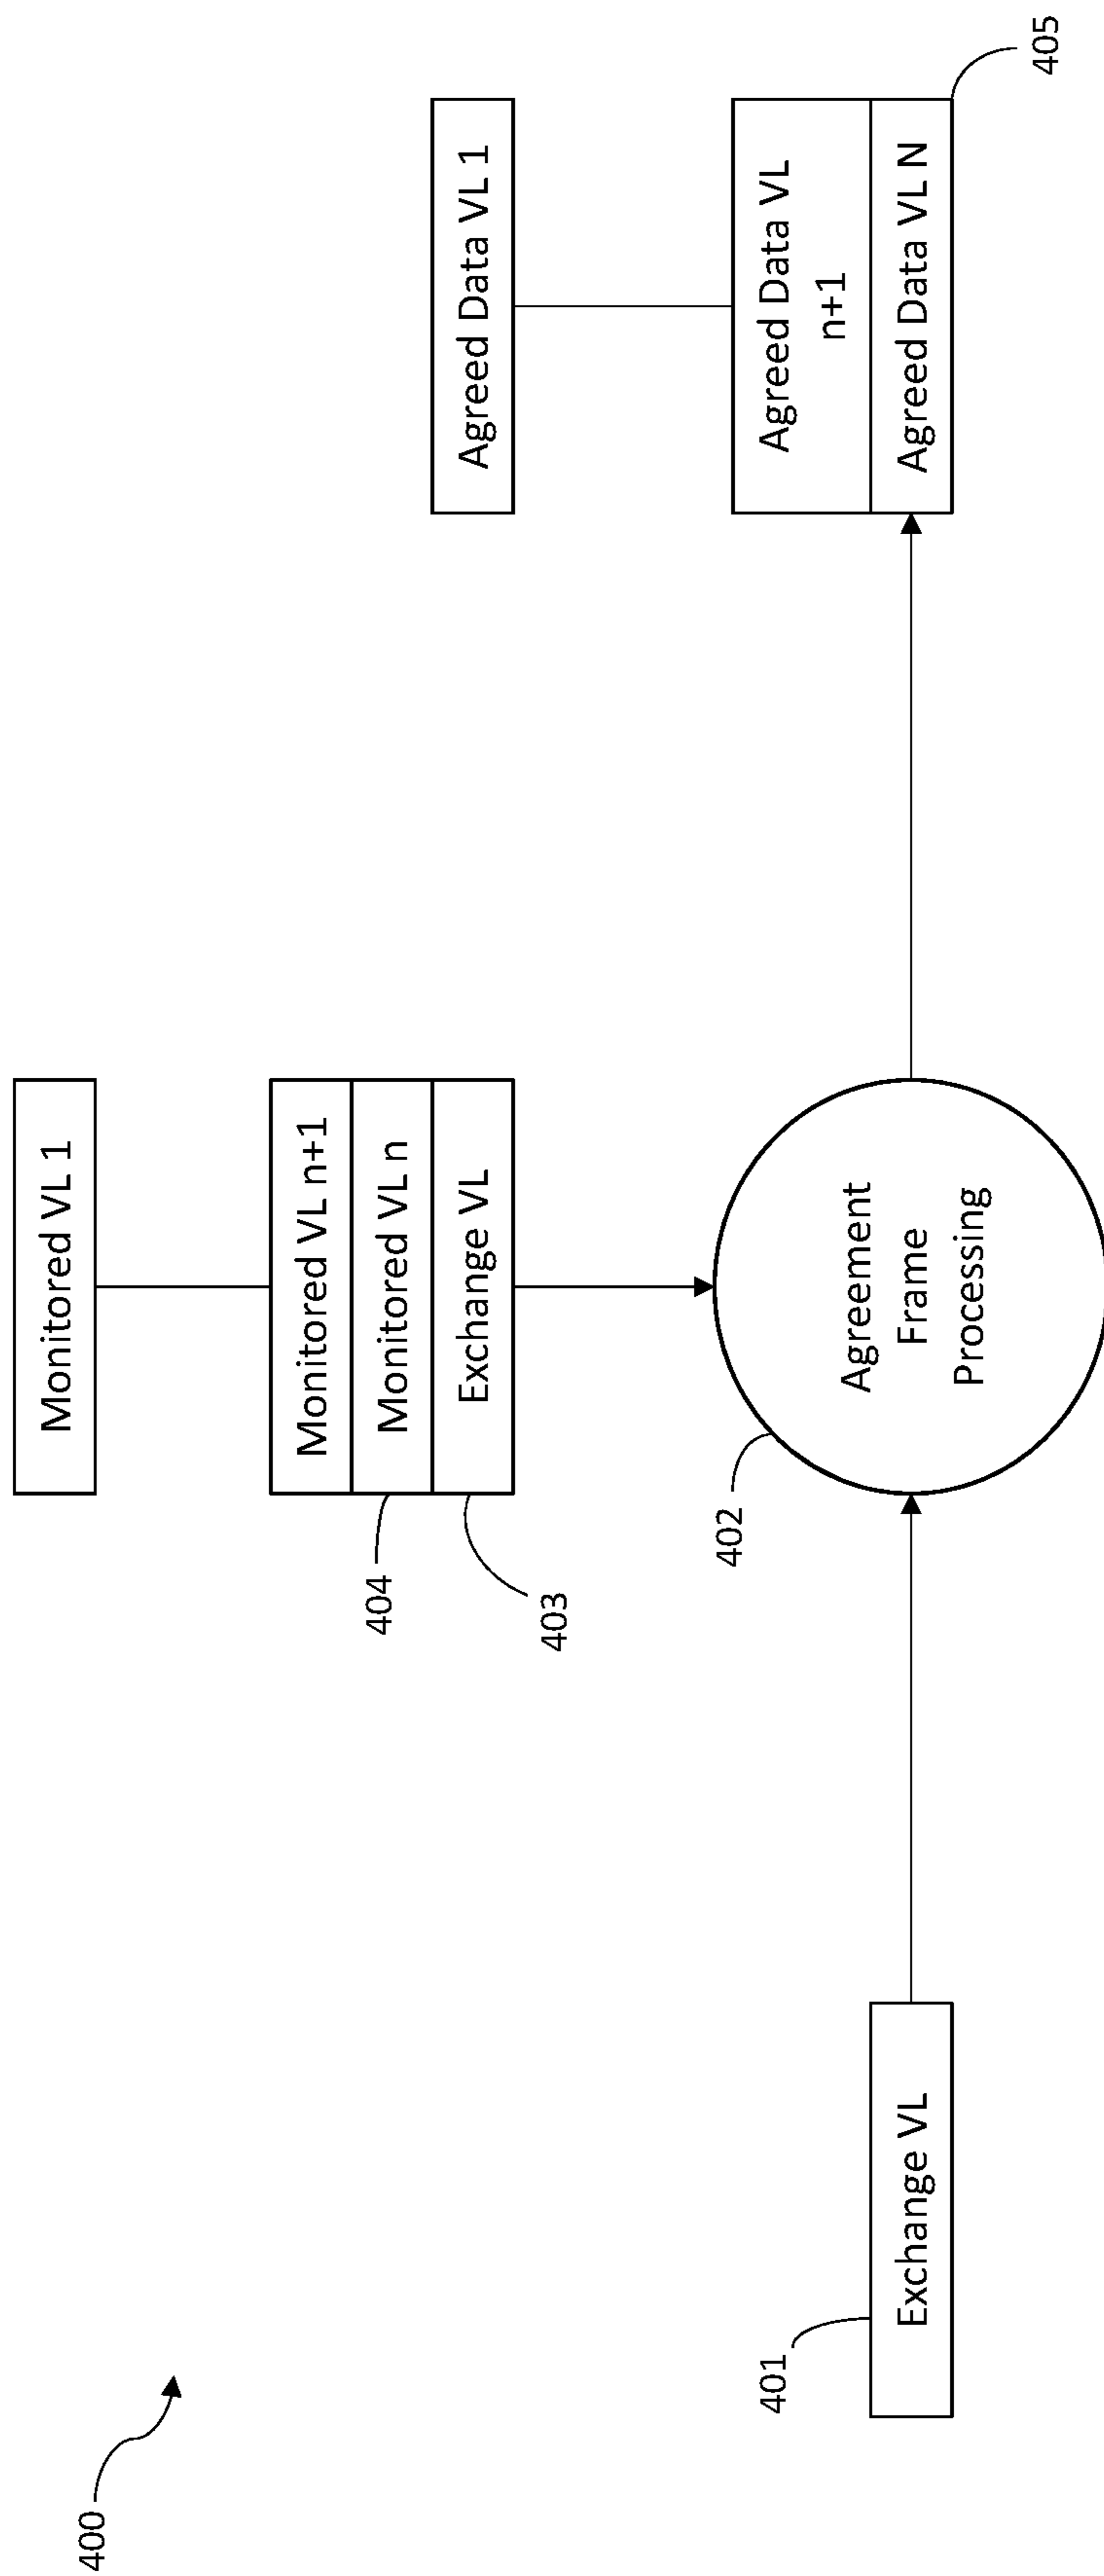 400
Monitored VL 1
Monitored VL n+1
Monitored VL n
Exchange VL
404
403
Agreed Data VL 1
401
Exchange VL
402
Agreement
Frame
Processing
Agreed Data VL
n+1
Agreed Data VL N
405